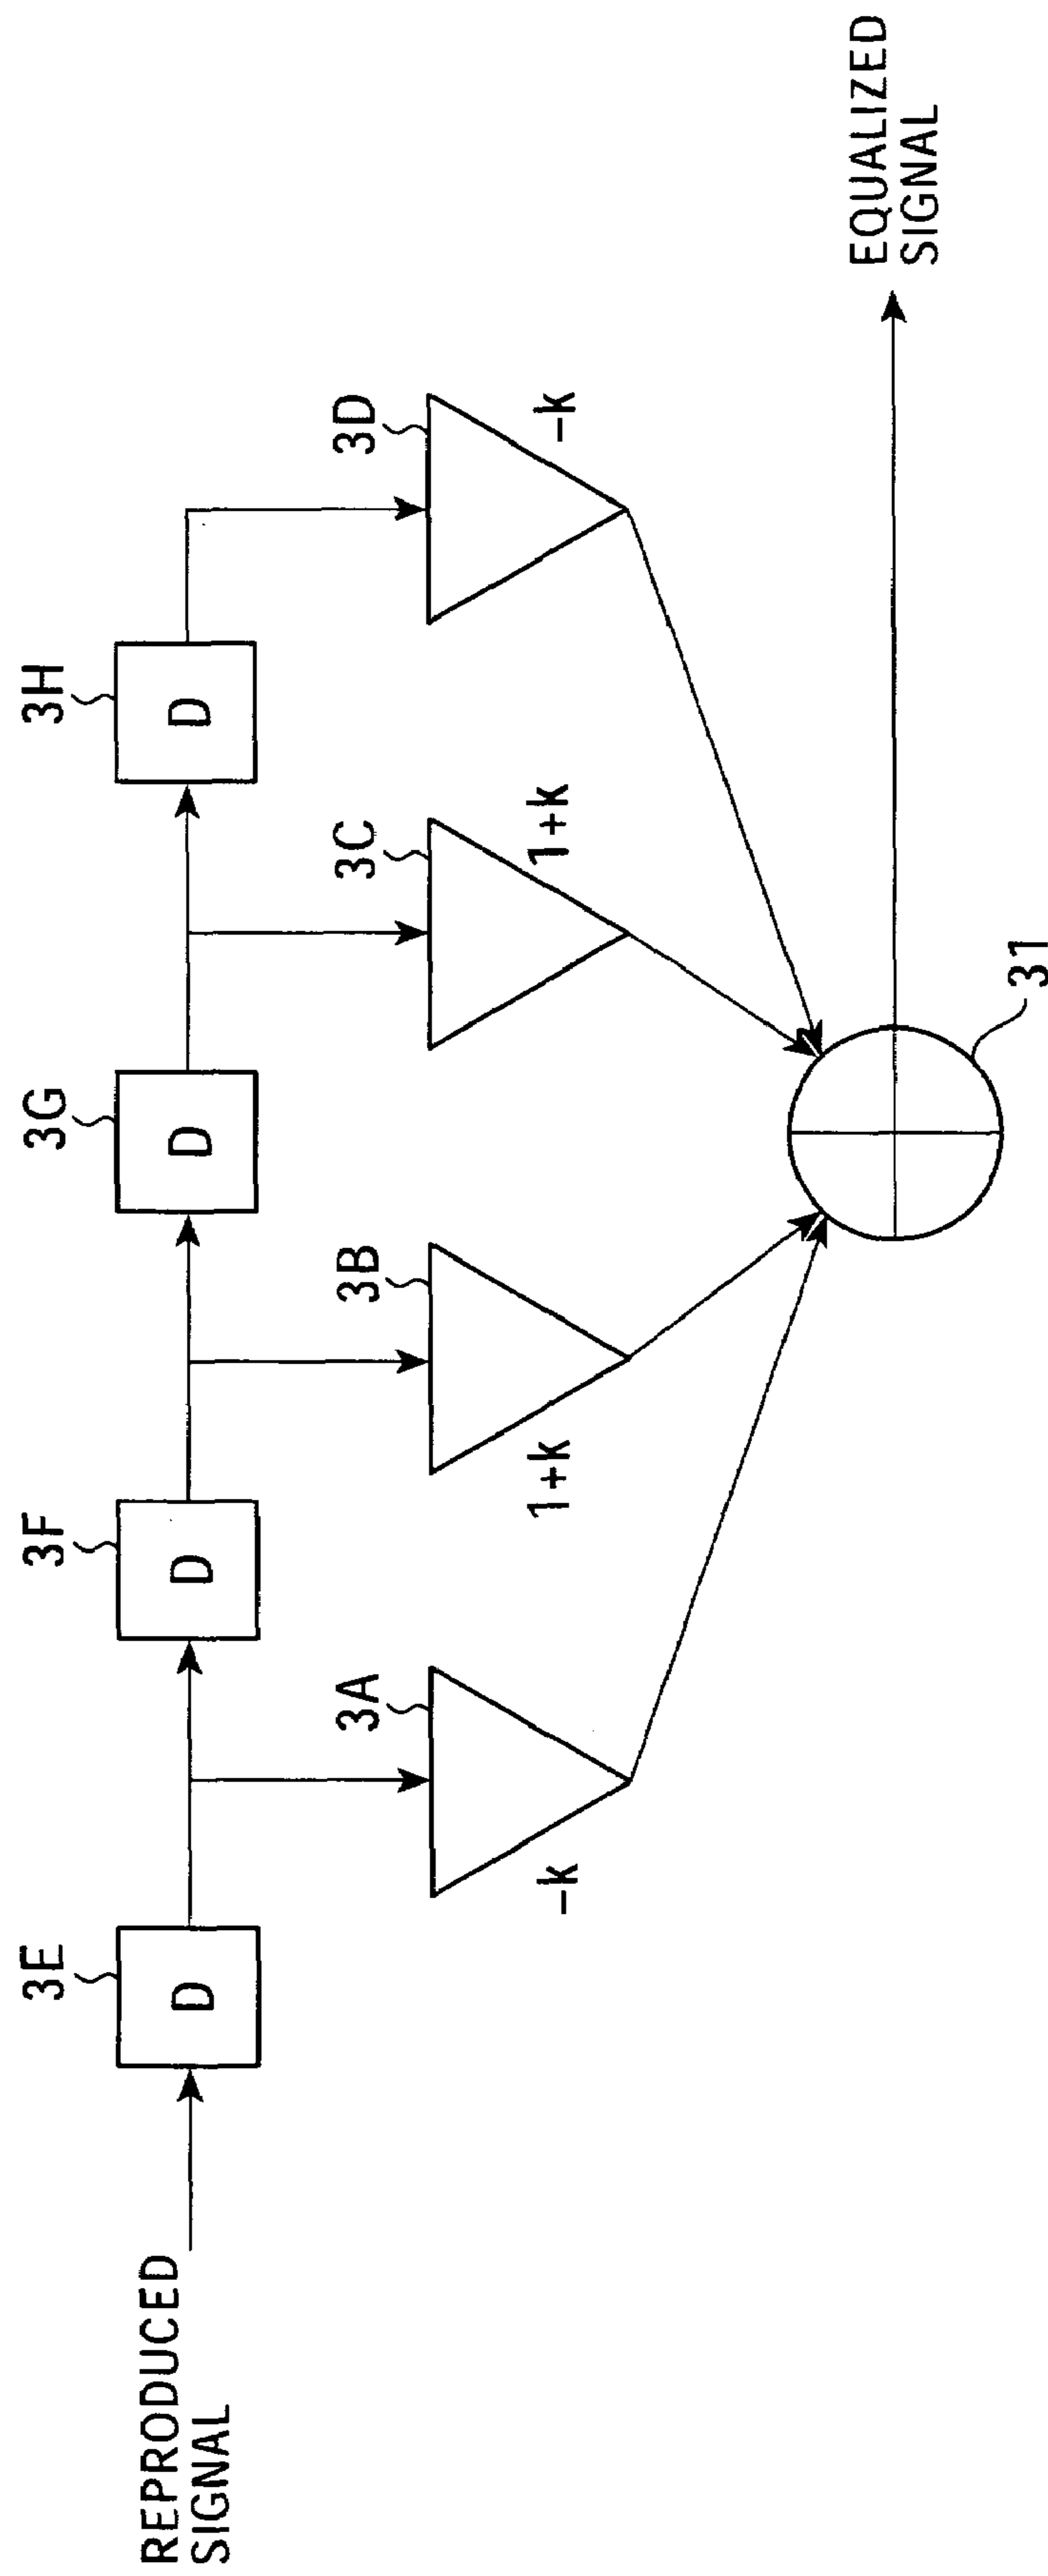 REPRODUCED
SIGNAL
3E
D
3F
D
3G
D
3H
D
3A
-k
3B
1+k
3C
1+k
3D
-k
31
EQUALIZED
SIGNAL